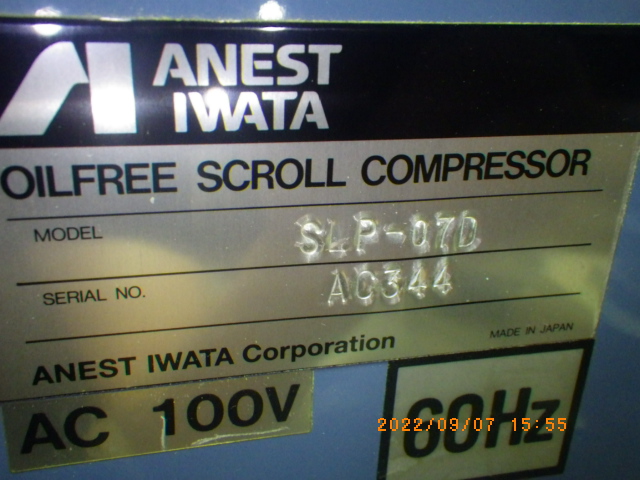 ANEST
IWATA
OILFREE SCROLL COMPRESSOR
MODEL SLP-07D
SERIAL NO. AC344
MADE IN JAPAN
ANEST IWATA Corporation
AC 100V
60Hz
2022/09/07 15:55